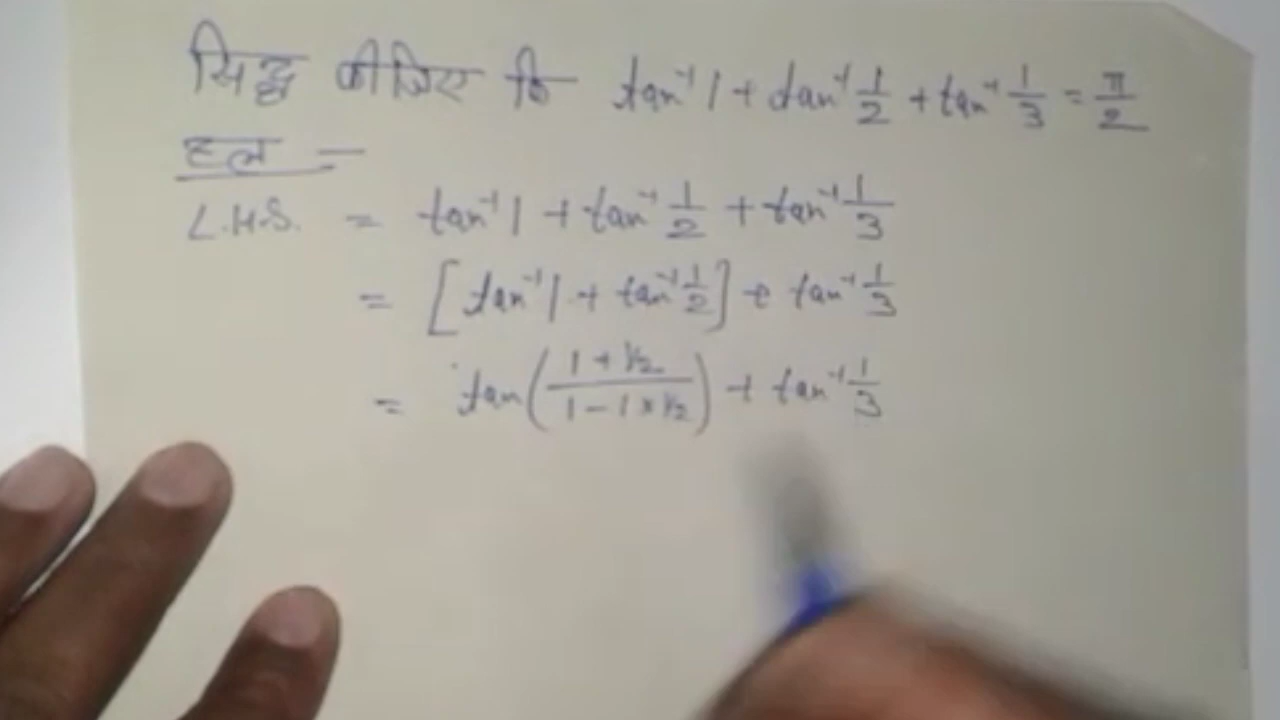 सिद्ध कीजिए कि tan⁻¹1 + tan⁻¹ 1/2 + tan⁻¹ 1/3 = π/2
हल –
L.H.S. = tan⁻¹1 + tan⁻¹ 1/2 + tan⁻¹ 1/3
= [tan⁻¹1 + tan⁻¹ 1/2] + tan⁻¹ 1/3
= tan((1 + 1/2)/(1 - 1 × 1/2)) + tan⁻¹ 1/3